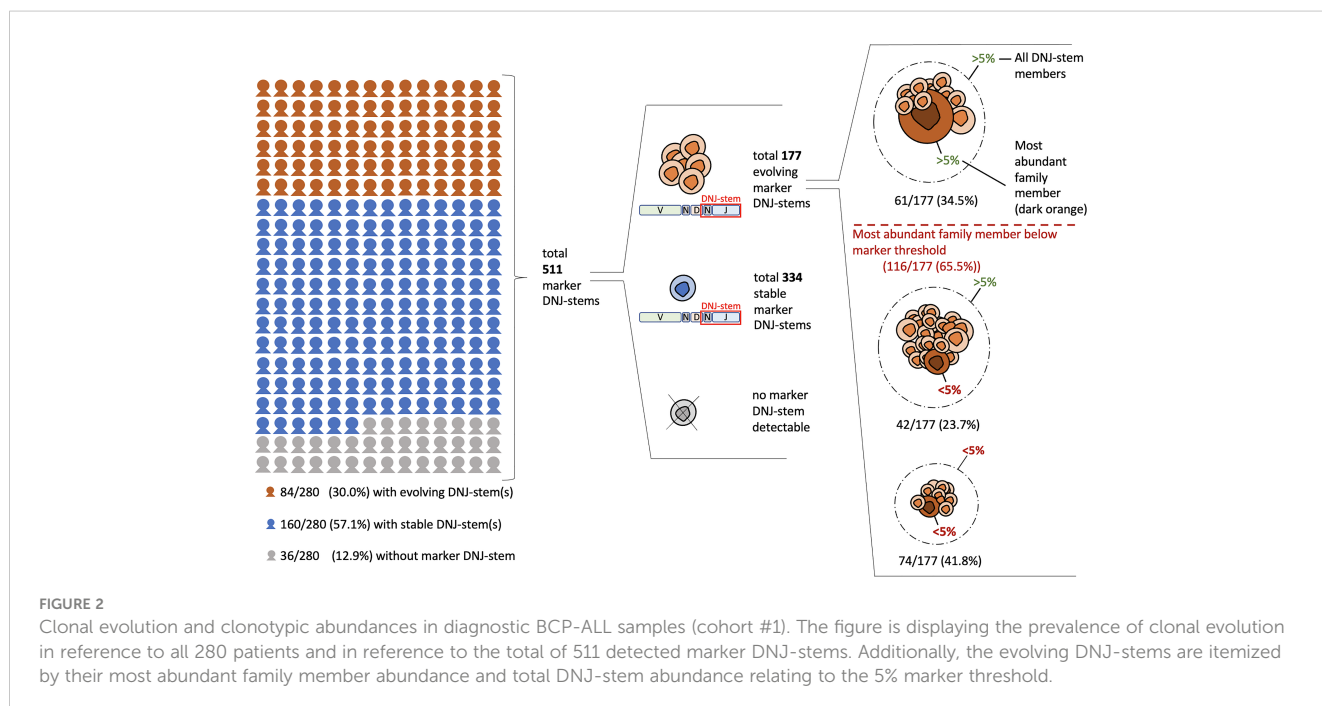 84/280 (30.0%) with evolving DNJ-stem(s)
160/280 (57.1%) with stable DNJ-stem(s)
36/280 (12.9%) without marker DNJ-stem
total
511
marker
DNJ-stems
total 177
evolving
marker
DNJ-stems
DNJ-stem
V N D N J
total 334
stable
marker
DNJ-stems
DNJ-stem
V N D N J
no marker
DNJ-stem
detectable
>5%
All DNJ-stem
members
>5%
Most
abundant
family
member
(dark orange)
61/177 (34.5%)
Most abundant family member below
marker threshold
(116/177 (65.5%))
>5%
<5%
42/177 (23.7%)
<5%
<5%
74/177 (41.8%)
FIGURE 2
Clonal evolution and clonotypic abundances in diagnostic BCP-ALL samples (cohort #1). The figure is displaying the prevalence of clonal evolution
in reference to all 280 patients and in reference to the total of 511 detected marker DNJ-stems. Additionally, the evolving DNJ-stems are itemized
by their most abundant family member abundance and total DNJ-stem abundance relating to the 5% marker threshold.